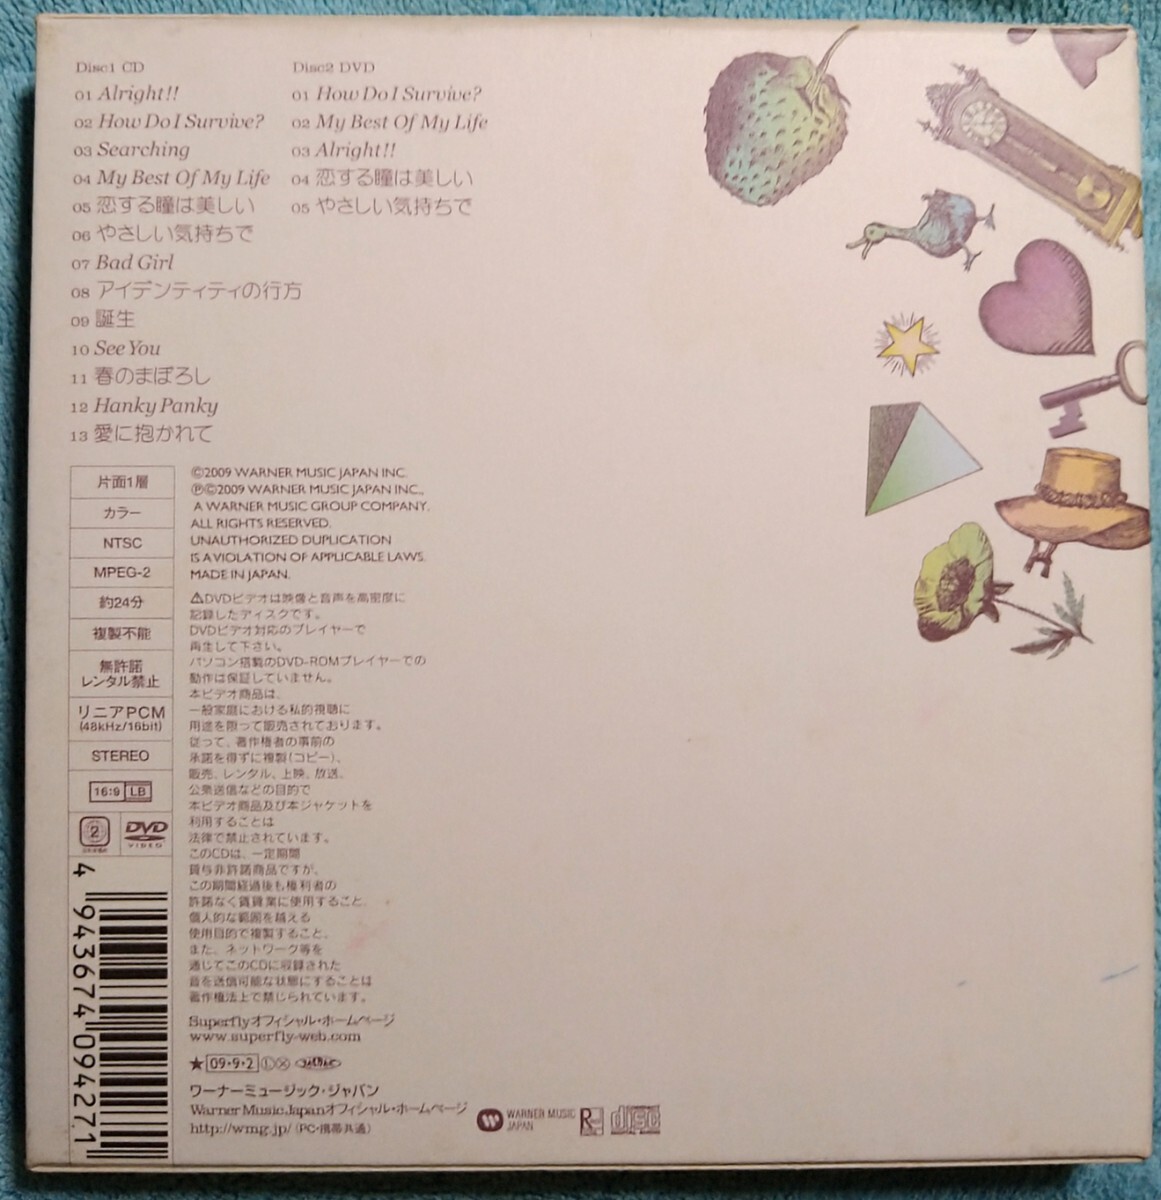 Disc1 CD
01 Alright!!
02 How Do I Survive?
03 Searching
04 My Best Of My Life
05 恋する瞳は美しい
06 やさしい気持ちで
07 Bad Girl
08 アイデンティティの行方
09 誕生
10 See You
11 春のまぼろし
12 Hanky Panky
13 愛に抱かれて
Disc2 DVD
01 How Do I Survive?
02 My Best Of My Life
03 Alright!!
04 恋する瞳は美しい
05 やさしい気持ちで
片面1層
カラー
NTSC
MPEG-2
約24分
複製不能
無許諾
レンタル禁止
リニアPCM
(48kHz/16bit)
STEREO
16:9 LB
2
DVD
VIDEO
4 943674 094271
©2009 WARNER MUSIC JAPAN INC.
℗©2009 WARNER MUSIC JAPAN INC.,
A WARNER MUSIC GROUP COMPANY.
ALL RIGHTS RESERVED.
UNAUTHORIZED DUPLICATION
IS A VIOLATION OF APPLICABLE LAWS.
MADE IN JAPAN.
⚠DVDビデオは映像と音声を高密度に
記録したディスクです。
DVDビデオ対応のプレイヤーで
再生して下さい。
パソコン搭載のDVD-ROMプレイヤーでの
動作は保証していません。
本ビデオ商品は、
一般家庭における私的視聴に
用途を限って販売されております。
従って、著作権者の事前の
承諾を得ずに複製(コピー)、
販売、レンタル、上映、放送、
公衆送信などの目的で
本ビデオ商品及び本ジャケットを
利用することは
法律で禁止されています。
このCDは、一定期間
貸与非許諾商品ですが、
この期間経過後も権利者の
許諾なく賃貸業に使用すること、
個人的な範囲を越える
使用目的で複製すること、
また、ネットワーク等を
通じてこのCDに収録された
音を送信可能な状態にすることは
著作権法上で禁じられています。
Superflyオフィシャル・ホームページ
www.superfly-web.com
★ 09・9・2 Ⓛ Ⓧ
ワーナーミュージック・ジャパン
Warner Music Japanオフィシャル・ホームページ
http://wmg.jp/ (PC・携帯共通)
WARNER MUSIC
JAPAN
R
disc